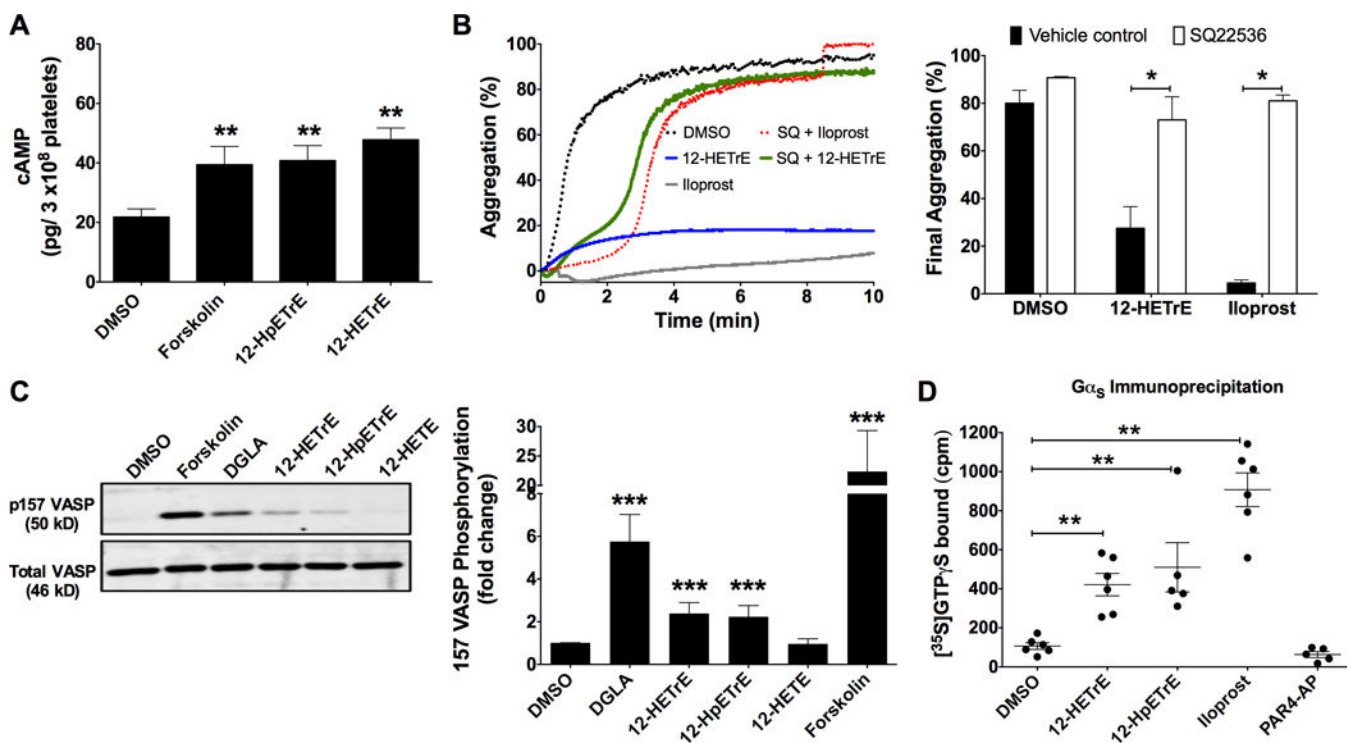 A
cAMP
(pg/ 3 x10⁸ platelets)
80
60
40
20
0
**
**
**
DMSO
Forskolin
12-HpETrE
12-HETrE
B
Aggregation (%)
100
80
60
40
20
0
DMSO
SQ + Iloprost
12-HETrE
SQ + 12-HETrE
Iloprost
0
2
4
6
8
10
Time (min)
Vehicle control
SQ22536
Final Aggregation (%)
100
80
60
40
20
0
*
*
DMSO
12-HETrE
Iloprost
C
DMSO
Forskolin
DGLA
12-HETrE
12-HpETrE
12-HETE
p157 VASP
(50 kD)
Total VASP
(46 kD)
157 VASP Phosphorylation
(fold change)
30
25
20
8
6
4
2
0
***
***
***
***
DMSO
DGLA
12-HETrE
12-HpETrE
12-HETE
Forskolin
D
Gαs Immunoprecipitation
[³⁵S]GTPγS bound (cpm)
1200
1000
800
600
400
200
0
**
**
**
DMSO
12-HETrE
12-HpETrE
Iloprost
PAR4-AP